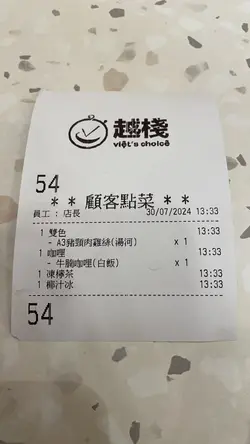 越棧
việt's choice
54
* * 顧客點菜 * *
員工 : 店長 30/07/2024 13:33
1 雙色 13:33
- A3豬頸肉雞絲(湯河) x 1
1 咖哩 13:33
- 牛腩咖哩(白飯) x 1
1 凍檸茶 13:33
1 椰汁冰 13:33
54